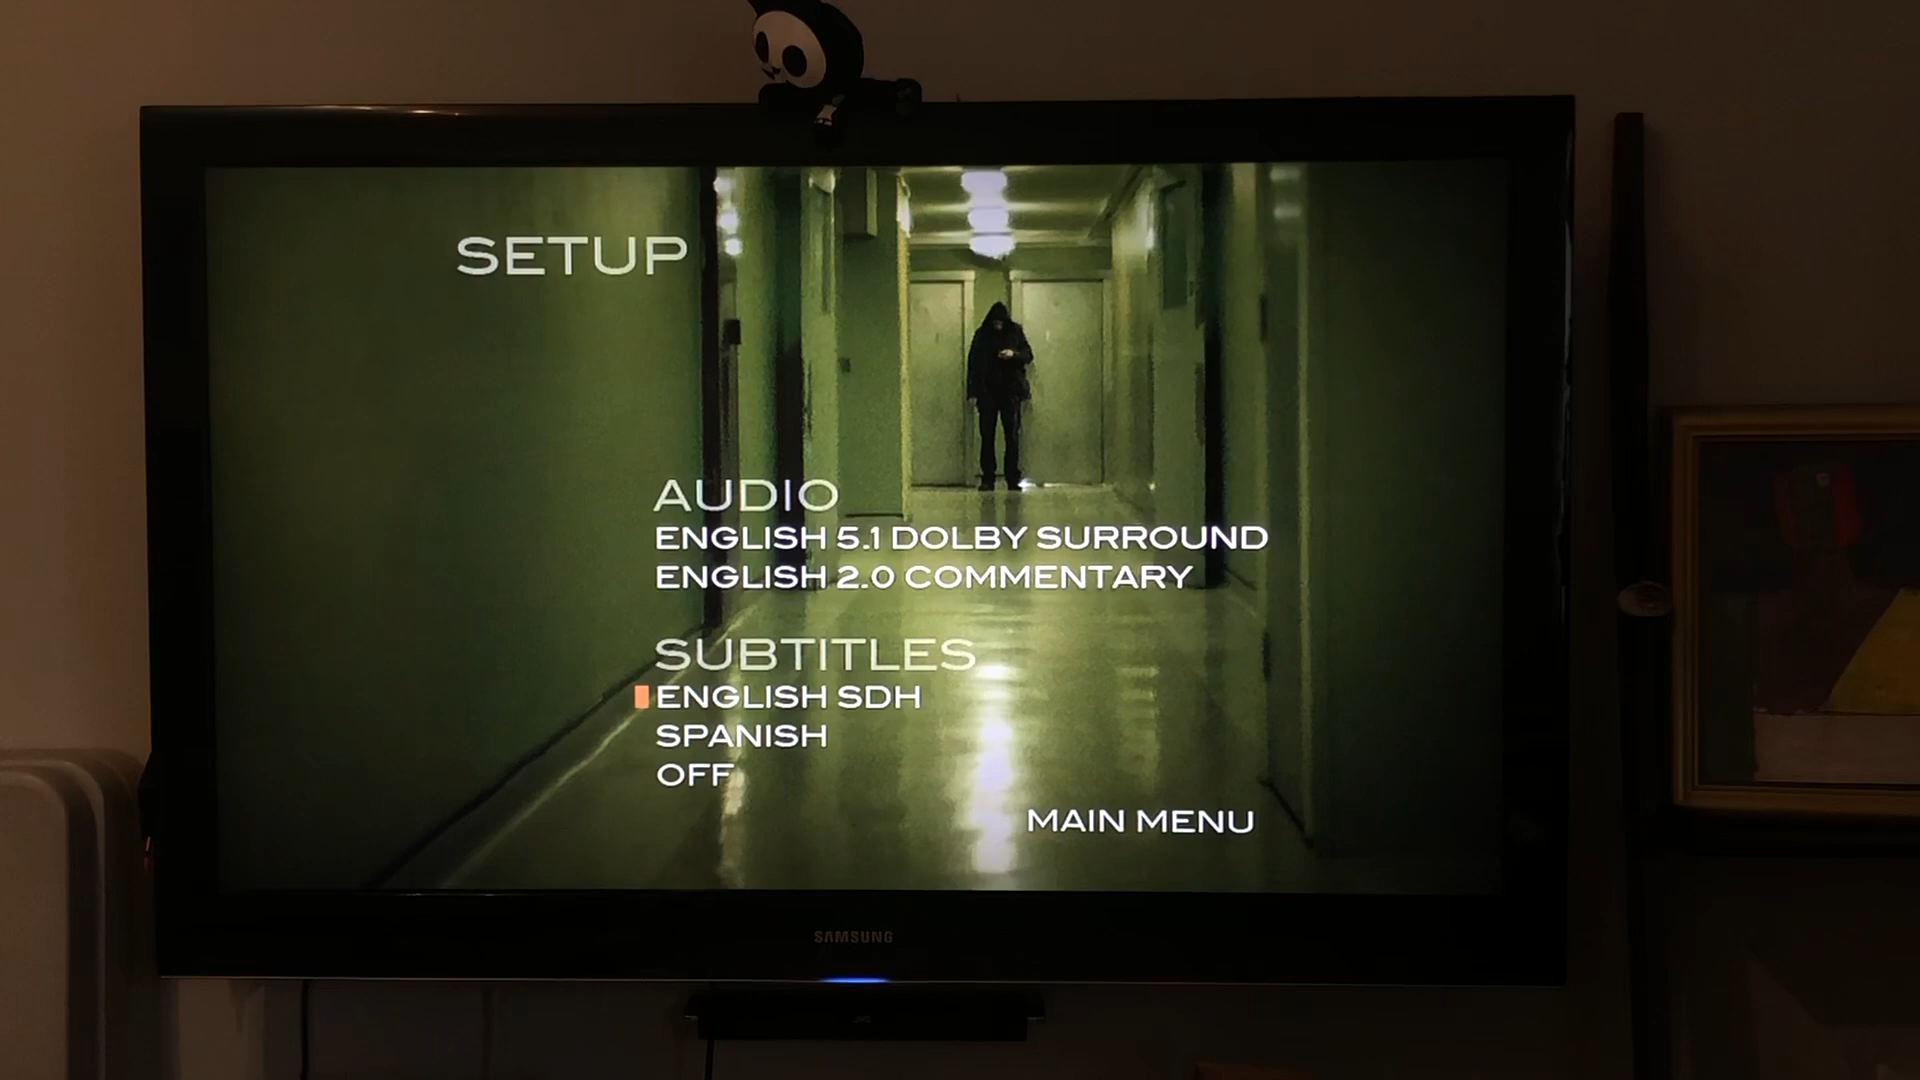 SETUP
AUDIO
ENGLISH 5.1 DOLBY SURROUND
ENGLISH 2.0 COMMENTARY
SUBTITLES
ENGLISH SDH
SPANISH
OFF
MAIN MENU
SAMSUNG
JVC